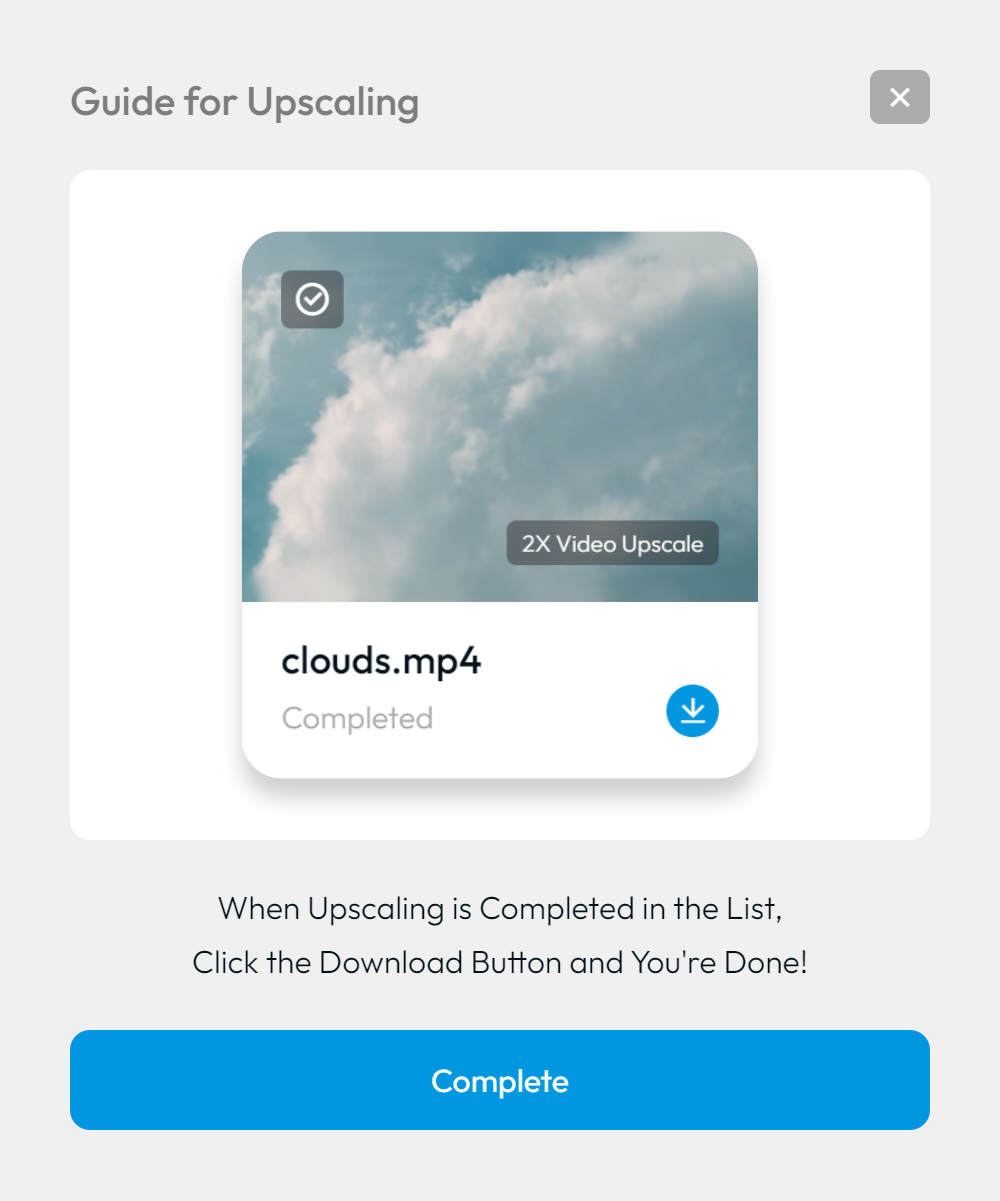 Guide for Upscaling
2X Video Upscale
clouds.mp4
Completed
When Upscaling is Completed in the List,
Click the Download Button and You're Done!
Complete